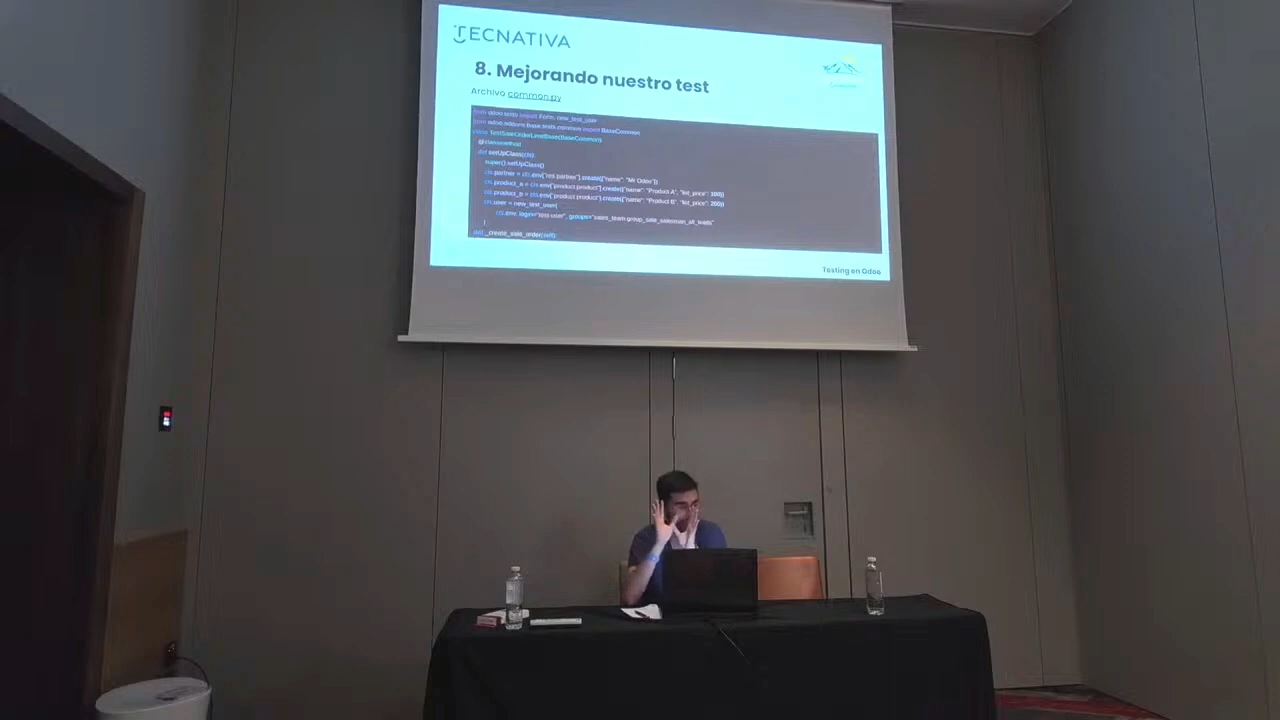 TECNATIVA
8. Mejorando nuestro test
Archivo common.py
from odoo.tests import Form, new_test_user
from odoo.addons.base.tests.common import BaseCommon
class TestSaleOrderLineBase(BaseCommon):
@classmethod
def setUpClass(cls):
super().setUpClass()
cls.partner = cls.env["res.partner"].create({"name": "Mr Odoo"})
cls.product_a = cls.env["product.product"].create({"name": "Product A", "list_price": 100})
cls.product_b = cls.env["product.product"].create({"name": "Product B", "list_price": 200})
cls.user = new_test_user(
cls.env, login="test-user", groups="sales_team.group_sale_salesman_all_leads"
)
def _create_sale_order(self):
Testing en Odoo